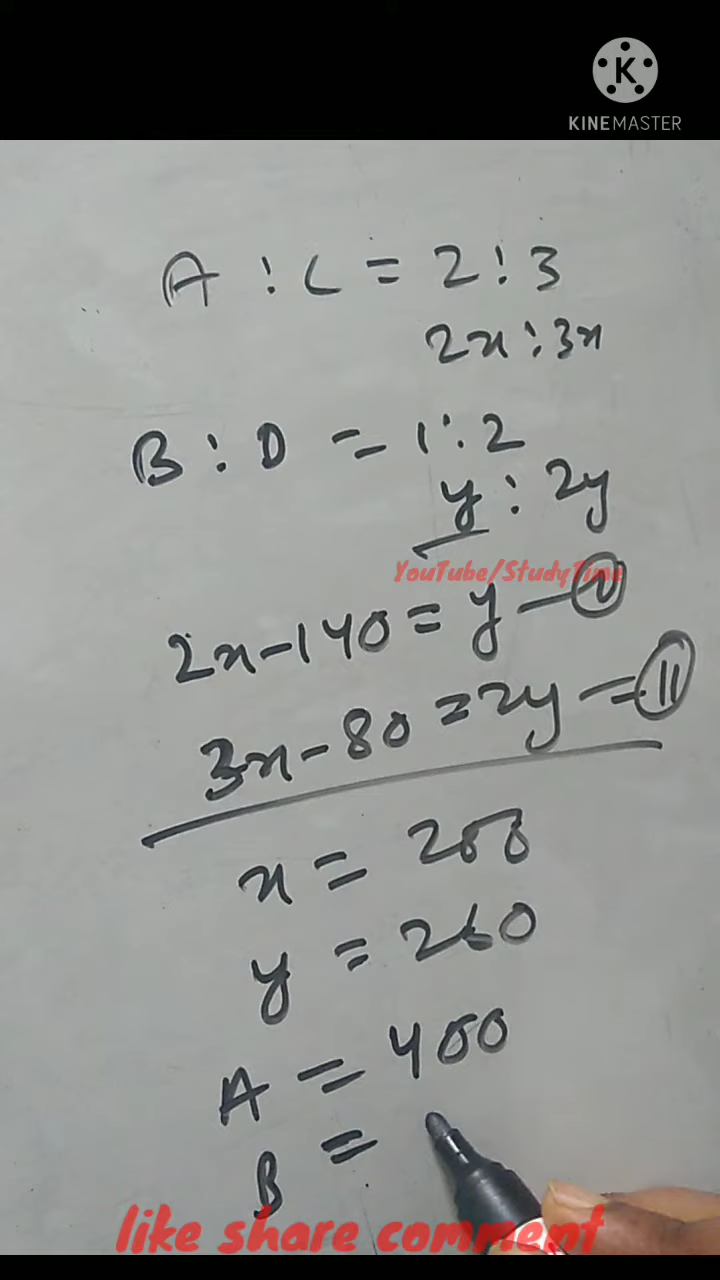 KINEMASTER
A : C = 2 : 3
2x : 3x
B : D = 1 : 2
y : 2y
YouTube/StudyTime
2x - 140 = y -
3x - 80 = 2y - II
x = 200
y = 260
A = 400
B =
like share comment